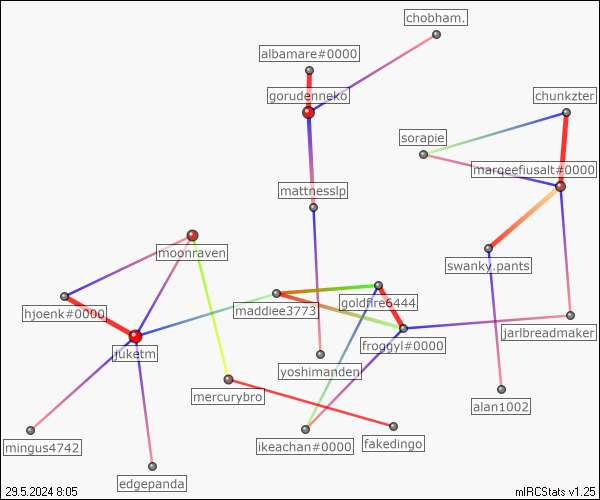 chobham.
albamare#0000
gorudenneko
chunkzter
sorapie
marqeefiusalt#0000
mattnesslp
moonraven
swanky.pants
hjoenk#0000
maddiee3773
goldfire6444
jarlbreadmaker
froggyl#0000
juketm
yoshimanden
mercurybro
alan1002
mingus4742
ikeachan#0000
fakedingo
edgepanda
29.5.2024 8:05
mIRCStats v1.25